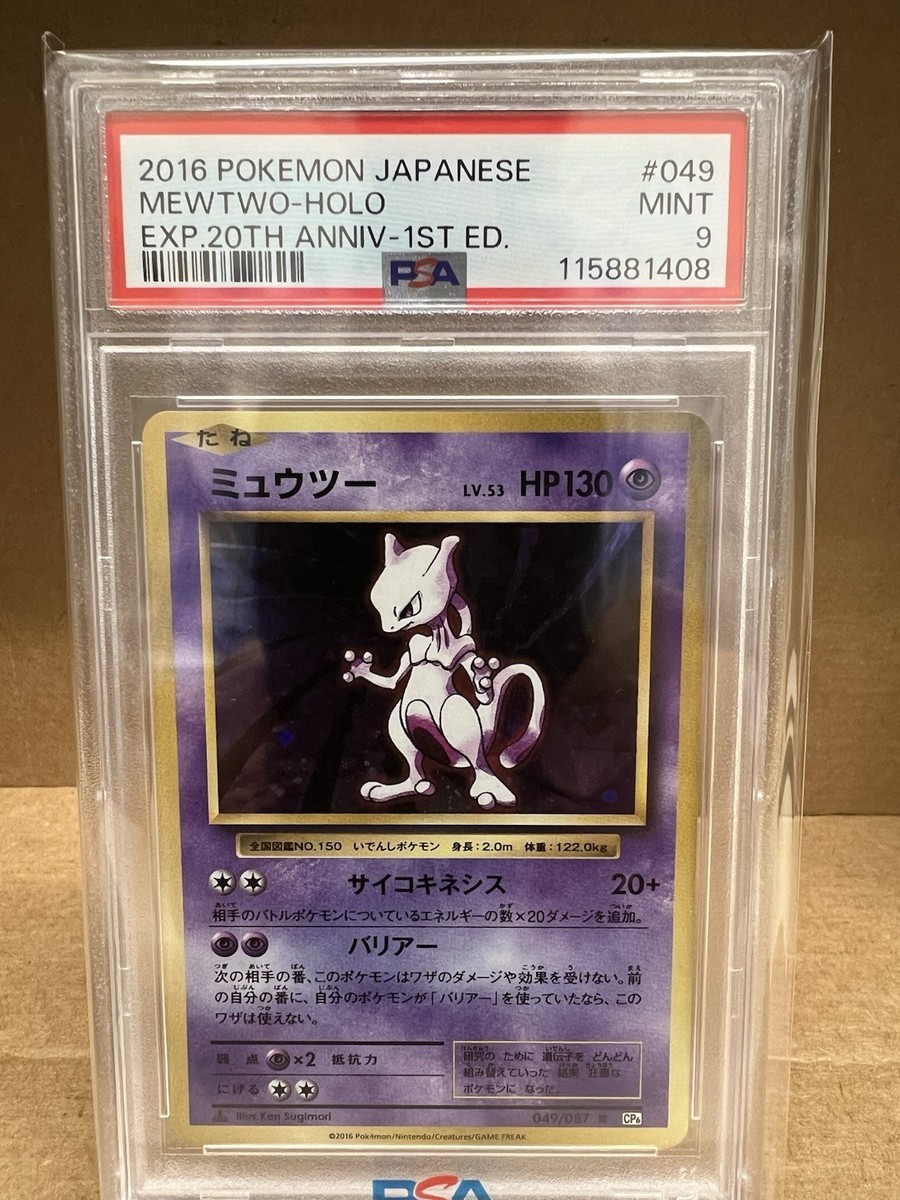 2016 POKEMON JAPANESE #049
MEWTWO-HOLO MINT
EXP.20TH ANNIV-1ST ED. 9
PSA 115881408
たね
ミュウツー LV.53 HP130
全国図鑑NO.150 いでんしポケモン 身長:2.0m 体重:122.0kg
サイコキネシス 20+
相手のバトルポケモンについているエネルギーの数×20ダメージを追加。
バリアー
次の相手の番、このポケモンはワザのダメージや効果を受けない。前
の自分の番に、自分のポケモンが「バリアー」を使っていたなら、この
ワザは使えない。
弱点 ×2 抵抗力
にげる
研究の ために 遺伝子を どんどん
組み替えていった 結果 狂暴な
ポケモンに なった。
Illus.Ken Sugimori 049/087 R CP6
©2016 Pokémon/Nintendo/Creatures/GAME FREAK.
PSA